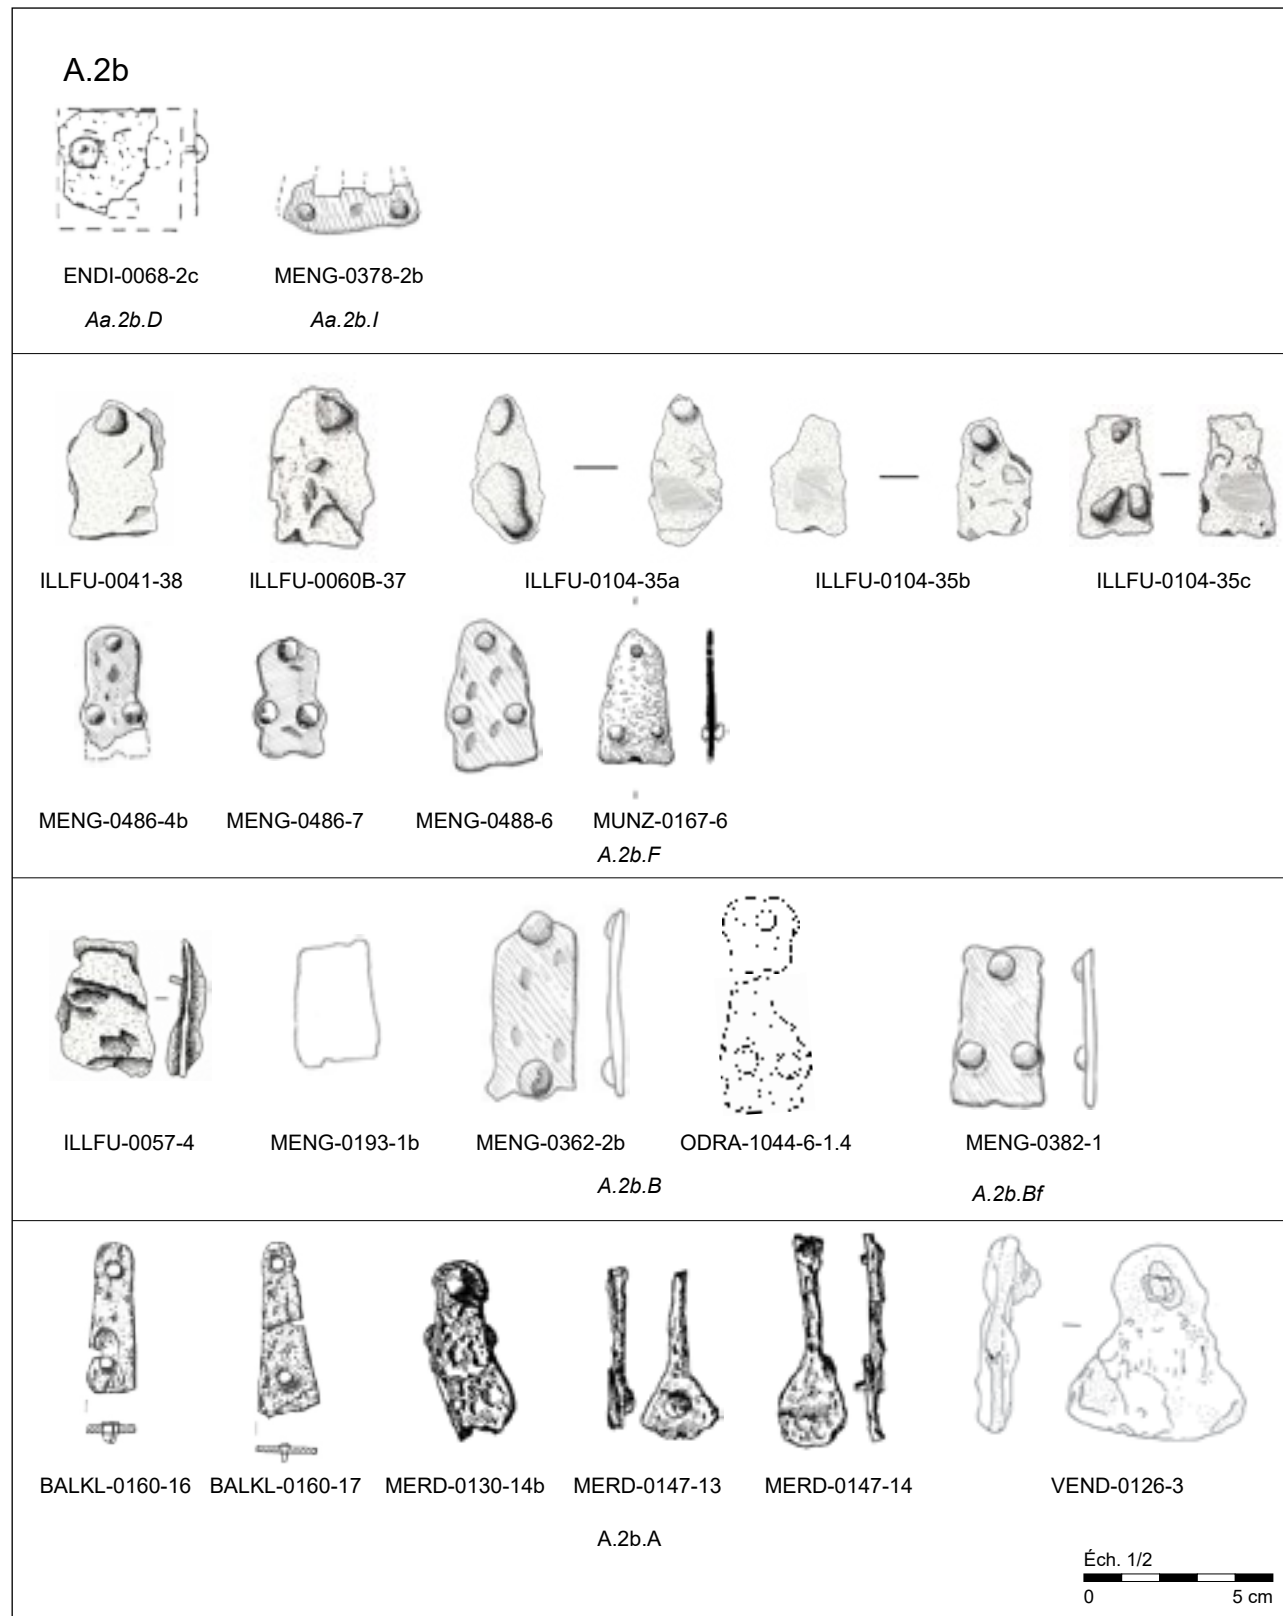 A.2b
ENDI-0068-2c MENG-0378-2b
Aa.2b.D Aa.2b.I
ILLFU-0041-38 ILLFU-0060B-37 ILLFU-0104-35a ILLFU-0104-35b ILLFU-0104-35c
MENG-0486-4b MENG-0486-7 MENG-0488-6 MUNZ-0167-6
A.2b.F
ILLFU-0057-4 MENG-0193-1b MENG-0362-2b ODRA-1044-6-1.4 MENG-0382-1
A.2b.B A.2b.Bf
BALKL-0160-16 BALKL-0160-17 MERD-0130-14b MERD-0147-13 MERD-0147-14 VEND-0126-3
A.2b.A
Éch. 1/2
0 5 cm